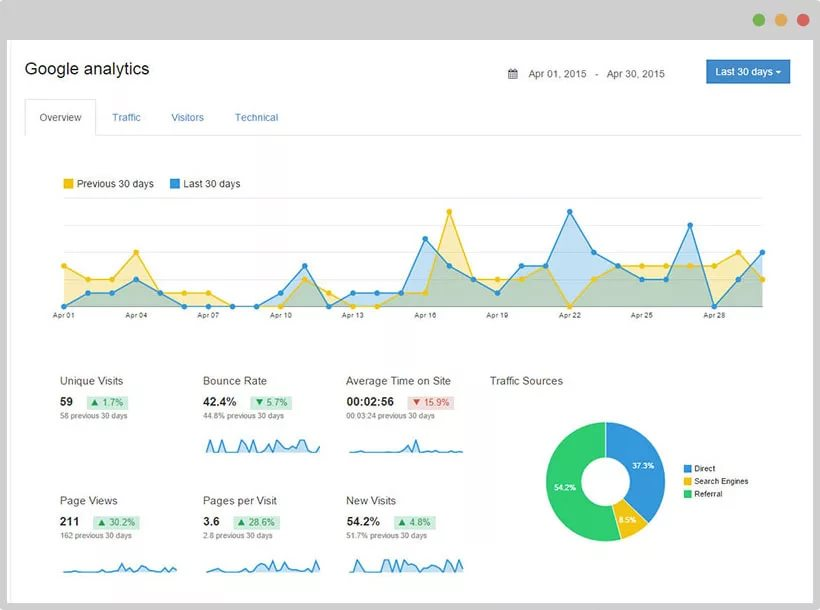 Google analytics
Apr 01, 2015 - Apr 30, 2015
Last 30 days
Overview Traffic Visitors Technical
Previous 30 days Last 30 days
Apr 01 Apr 04 Apr 07 Apr 10 Apr 13 Apr 16 Apr 19 Apr 22 Apr 25 Apr 28
Unique Visits
59 ▲ 1.7%
58 previous 30 days
Bounce Rate
42.4% ▼ 5.7%
44.8% previous 30 days
Average Time on Site
00:02:56 ▼ 15.9%
00:03:24 previous 30 days
Traffic Sources
37.3%
54.2%
8.5%
Direct
Search Engines
Referral
Page Views
211 ▲ 30.2%
162 previous 30 days
Pages per Visit
3.6 ▲ 28.6%
2.8 previous 30 days
New Visits
54.2% ▲ 4.8%
51.7% previous 30 days